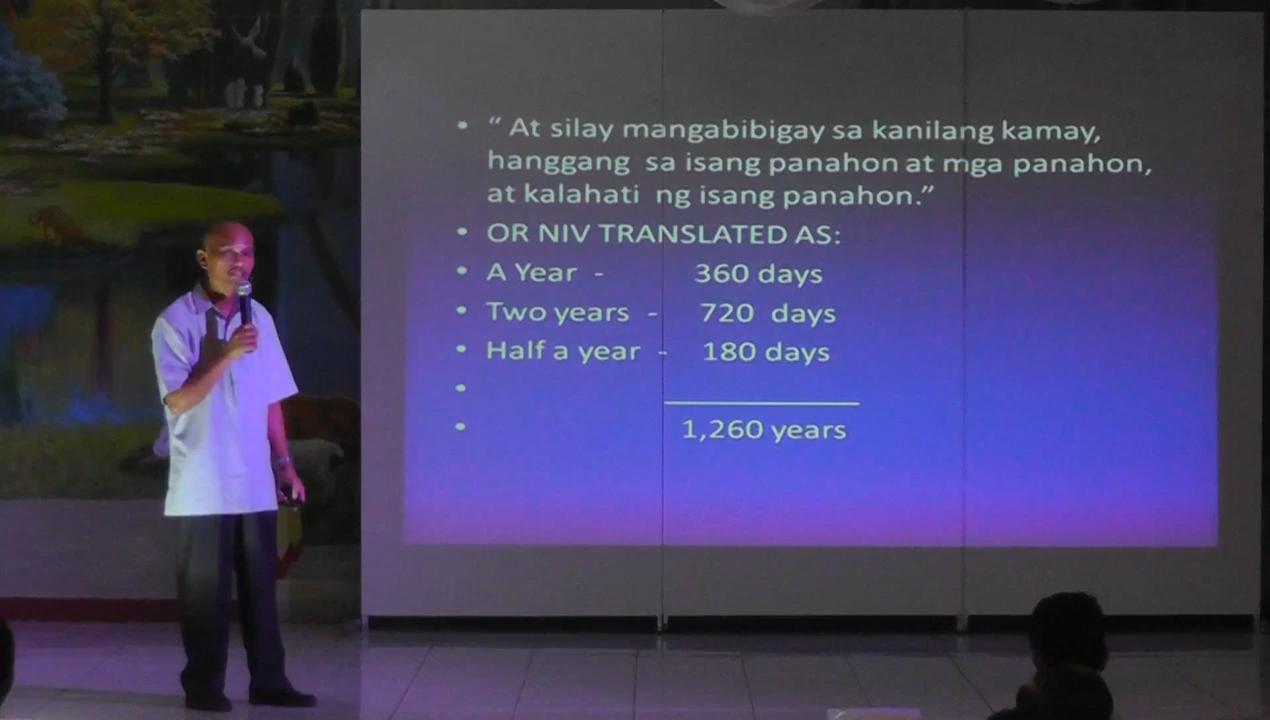 • “ At silay mangabibigay sa kanilang kamay,
hanggang sa isang panahon at mga panahon,
at kalahati ng isang panahon.”
• OR NIV TRANSLATED AS:
• A Year - 360 days
• Two years - 720 days
• Half a year - 180 days
•
• 1,260 years